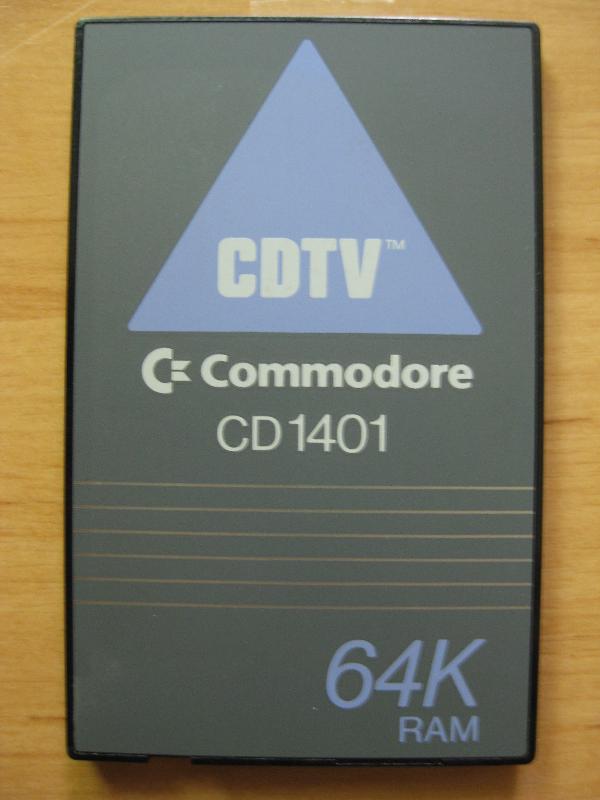 CDTV™
Commodore
CD1401
64K
RAM